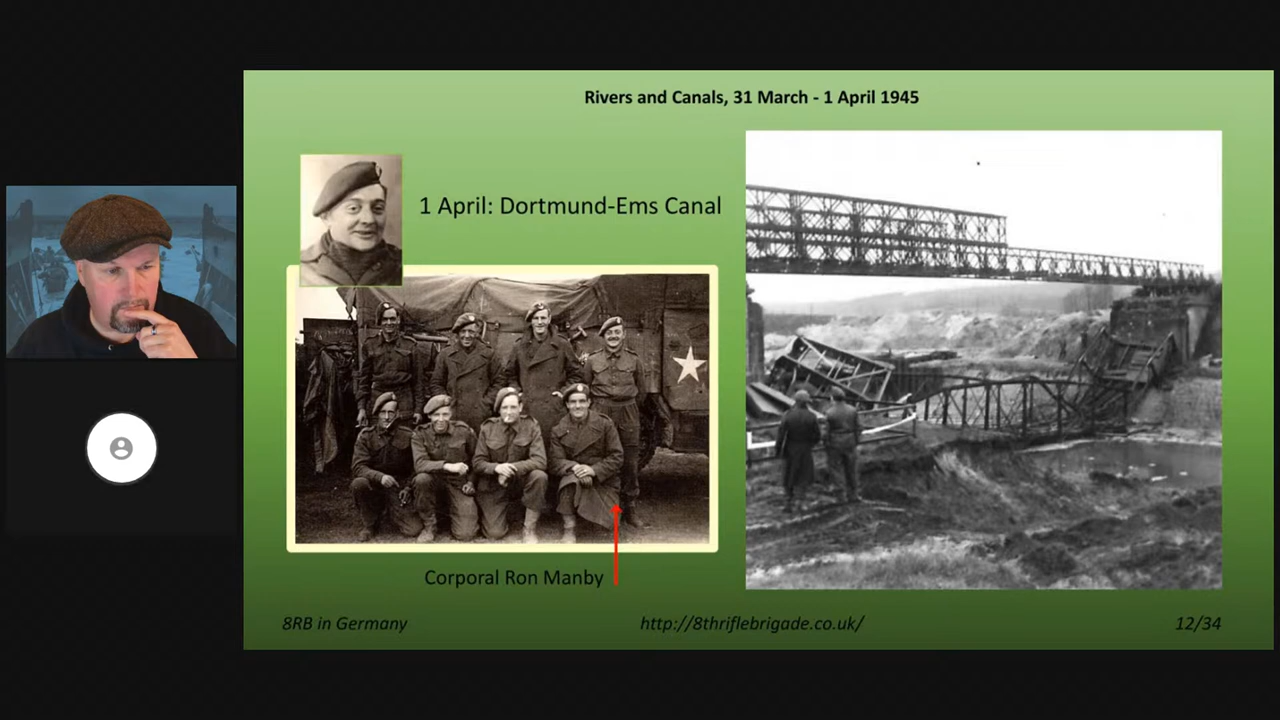 Rivers and Canals, 31 March - 1 April 1945
1 April: Dortmund-Ems Canal
Corporal Ron Manby
8RB in Germany
http://8thriflebrigade.co.uk/
12/34